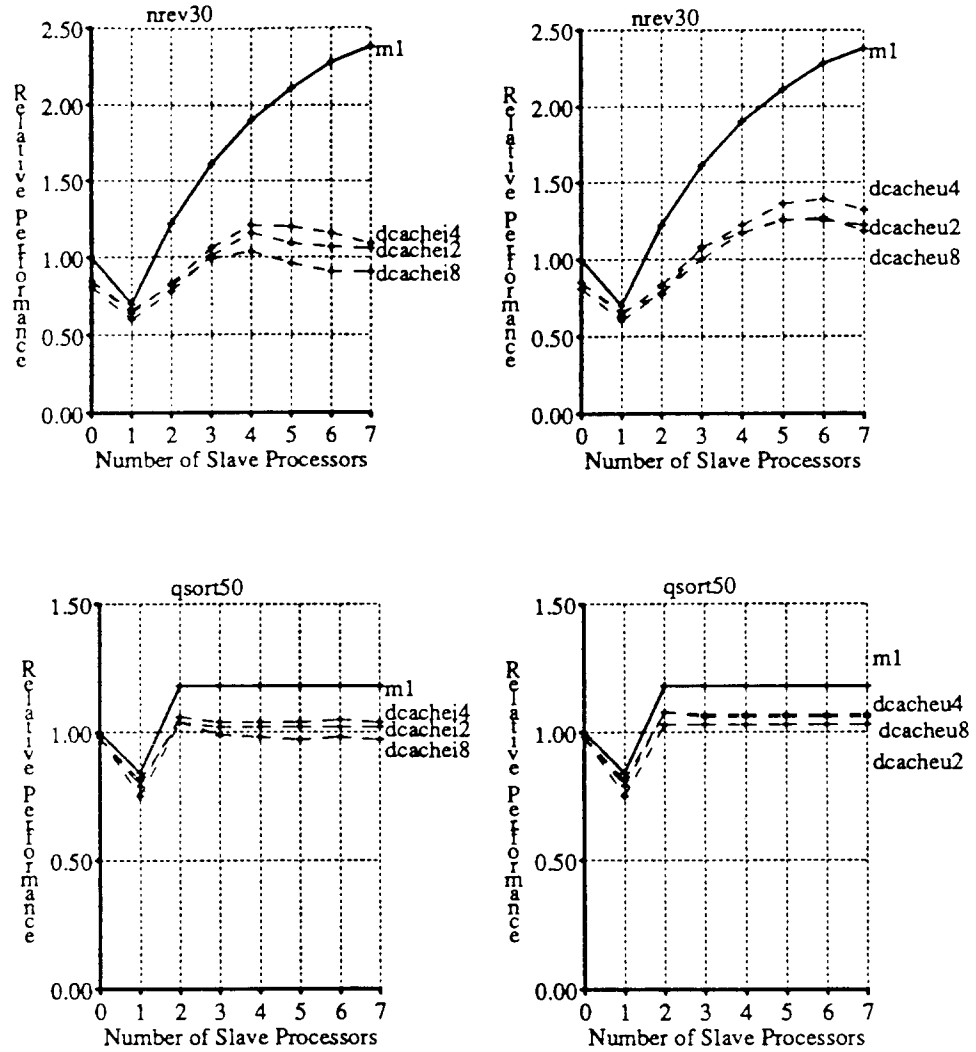 nrev30
2.50
m1
2.00
1.50
dcachei4
dcachei2
1.00
dcachei8
0.50
0.00
0 1 2 3 4 5 6 7
Number of Slave Processors
Relative Performance
nrev30
2.50
m1
2.00
1.50
dcacheu4
dcacheu2
1.00
dcacheu8
0.50
0.00
0 1 2 3 4 5 6 7
Number of Slave Processors
Relative Performance
qsort50
1.50
m1
dcachei4
dcachei2
1.00
dcachei8
0.50
0.00
0 1 2 3 4 5 6 7
Number of Slave Processors
Relative Performance
qsort50
1.50
m1
dcacheu4
1.00
dcacheu8
dcacheu2
0.50
0.00
0 1 2 3 4 5 6 7
Number of Slave Processors
Relative Performance